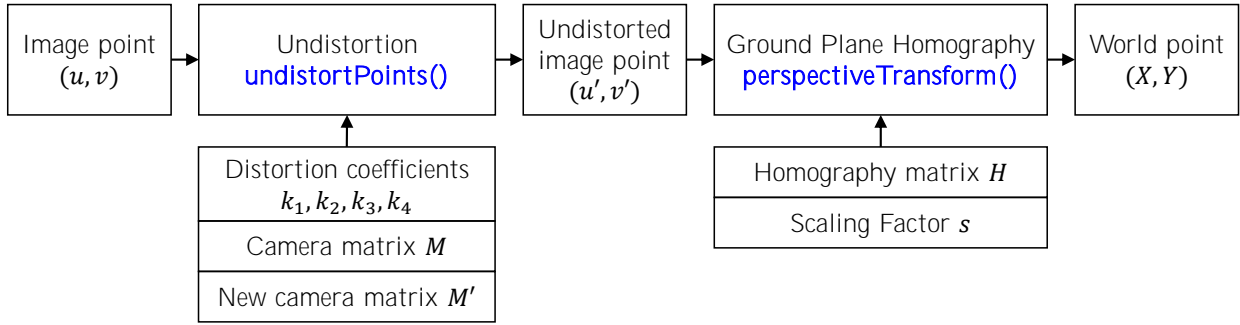 Image point
(u, v)
Undistortion
undistortPoints()
Undistorted
image point
(u', v')
Ground Plane Homography
perspectiveTransform()
World point
(X, Y)
Distortion coefficients
k₁, k₂, k₃, k₄
Camera matrix M
New camera matrix M'
Homography matrix H
Scaling Factor s